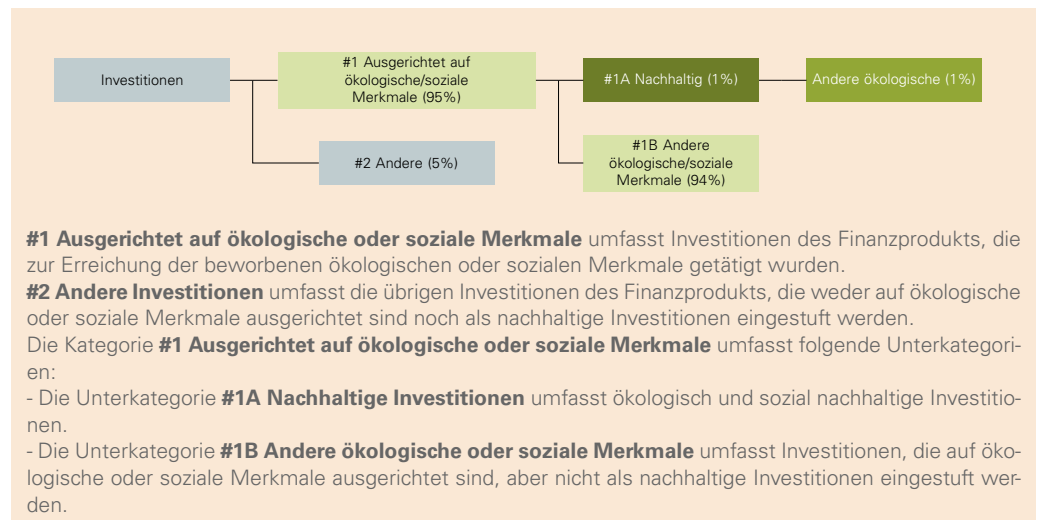 Investitionen
#1 Ausgerichtet auf
ökologische/soziale
Merkmale (95%)
#1A Nachhaltig (1%)
Andere ökologische (1%)
#2 Andere (5%)
#1B Andere
ökologische/soziale
Merkmale (94%)
#1 Ausgerichtet auf ökologische oder soziale Merkmale umfasst Investitionen des Finanzprodukts, die
zur Erreichung der beworbenen ökologischen oder sozialen Merkmale getätigt wurden.
#2 Andere Investitionen umfasst die übrigen Investitionen des Finanzprodukts, die weder auf ökologische
oder soziale Merkmale ausgerichtet sind noch als nachhaltige Investitionen eingestuft werden.
Die Kategorie #1 Ausgerichtet auf ökologische oder soziale Merkmale umfasst folgende Unterkategori-
en:
- Die Unterkategorie #1A Nachhaltige Investitionen umfasst ökologisch und sozial nachhaltige Investitio-
nen.
- Die Unterkategorie #1B Andere ökologische oder soziale Merkmale umfasst Investitionen, die auf öko-
logische oder soziale Merkmale ausgerichtet sind, aber nicht als nachhaltige Investitionen eingestuft wer-
den.